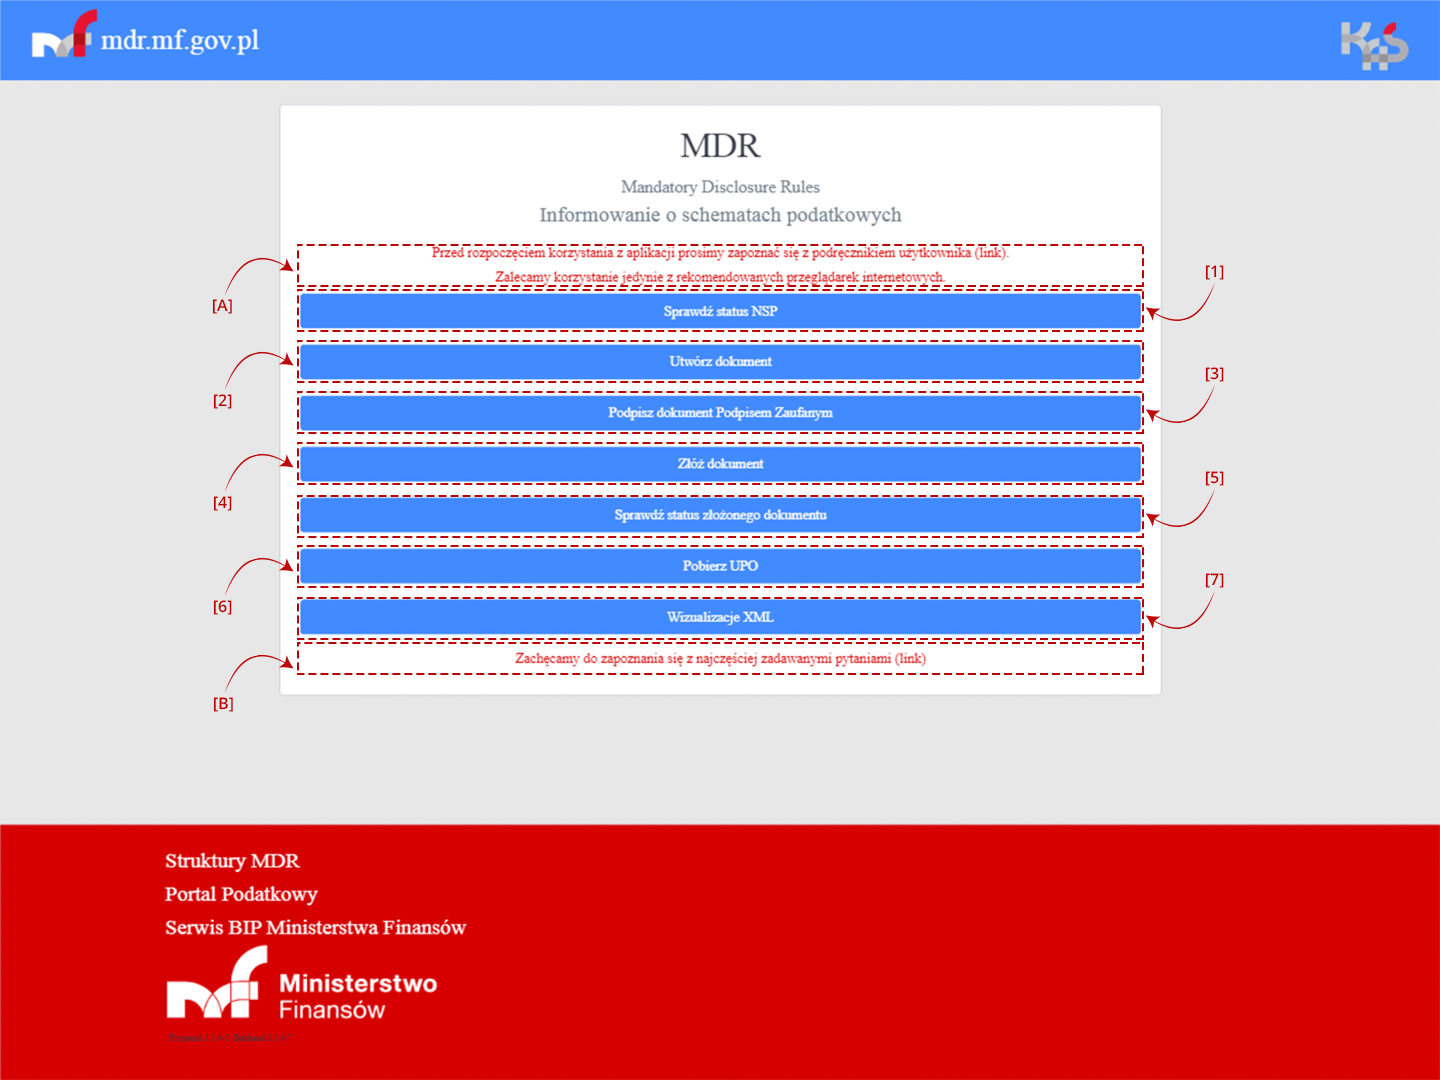 mdr.mf.gov.pl
KAS
MDR
Mandatory Disclosure Rules
Informowanie o schematach podatkowych
Przed rozpoczęciem korzystania z aplikacji prosimy zapoznać się z podręcznikiem użytkownika (link).
Zalecamy korzystanie jedynie z rekomendowanych przeglądarek internetowych.
[A]
[1]
Sprawdź status NSP
Utwórz dokument
[2]
[3]
Podpisz dokument Podpisem Zaufanym
Złóż dokument
[4]
[5]
Sprawdź status złożonego dokumentu
Pobierz UPO
[6]
[7]
Wizualizacje XML
Zachęcamy do zapoznania się z najczęściej zadawanymi pytaniami (link)
[B]
Struktury MDR
Portal Podatkowy
Serwis BIP Ministerstwa Finansów
Ministerstwo
Finansów